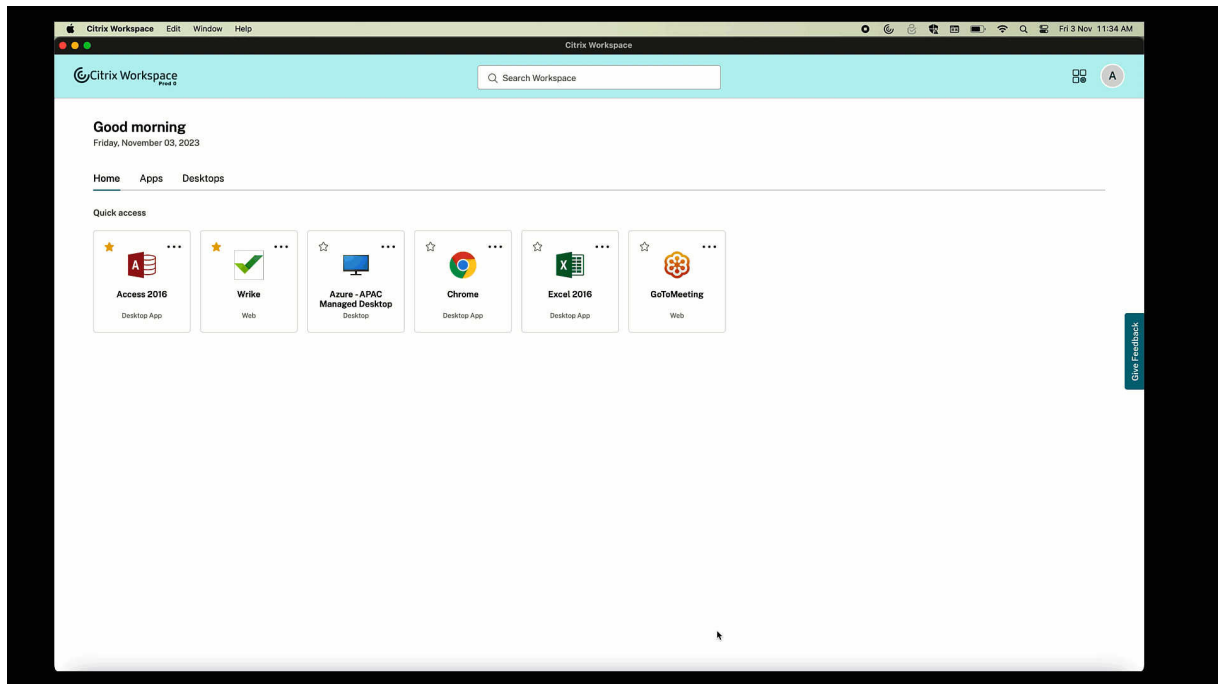 Citrix Workspace Edit Window Help Fri 3 Nov 11:34 AM
Citrix Workspace
Citrix Workspace
Prod 0
Search Workspace
A
Good morning
Friday, November 03, 2023
Home Apps Desktops
Quick access
A X
Access 2016 Wrike Azure - APAC Chrome Excel 2016 GoToMeeting
Managed Desktop
Desktop App Web Desktop Desktop App Desktop App Web
Give Feedback